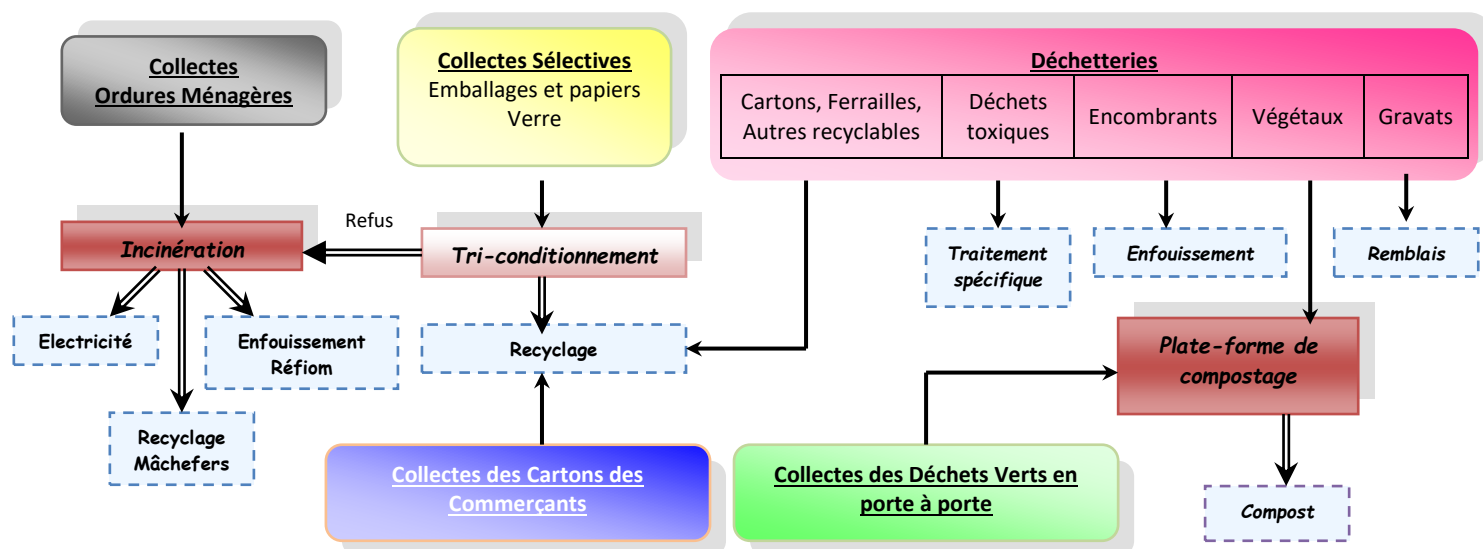 Collectes
Ordures Ménagères
Collectes Sélectives
Emballages et papiers
Verre
Déchetteries
Cartons, Ferrailles,
Autres recyclables
Déchets
toxiques
Encombrants
Végétaux
Gravats
Refus
Incinération
Tri-conditionnement
Traitement
spécifique
Enfouissement
Remblais
Electricité
Enfouissement
Réfiom
Recyclage
Plate-forme de
compostage
Recyclage
Mâchefers
Collectes des Cartons des
Commerçants
Collectes des Déchets Verts en
porte à porte
Compost